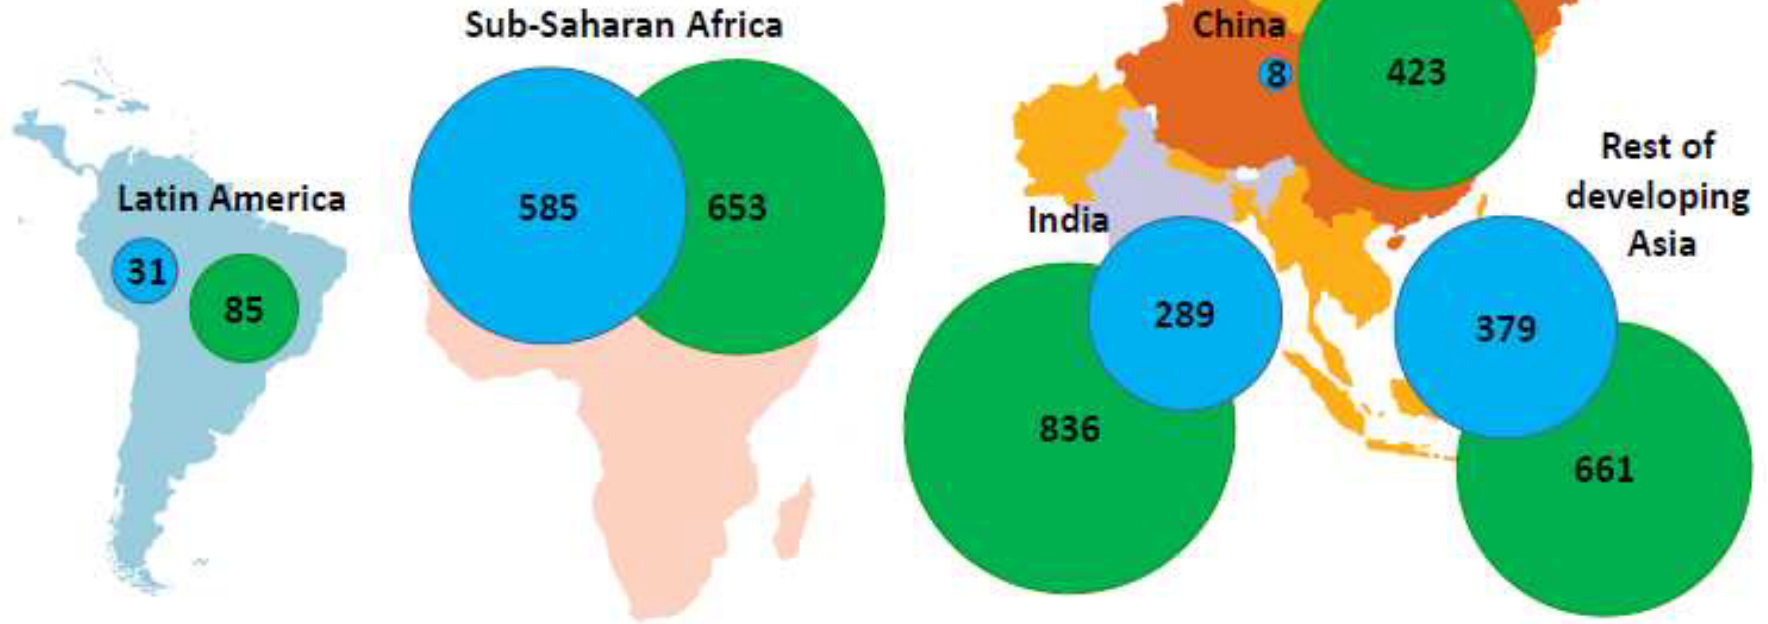 Sub-Saharan Africa
585
653
Latin America
31
85
China
8
423
India
289
836
Rest of
developing
Asia
379
661